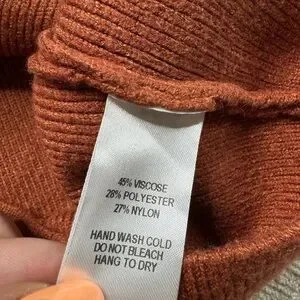 45% VISCOSE
28% POLYESTER
27% NYLON
HAND WASH COLD
DO NOT BLEACH
HANG TO DRY